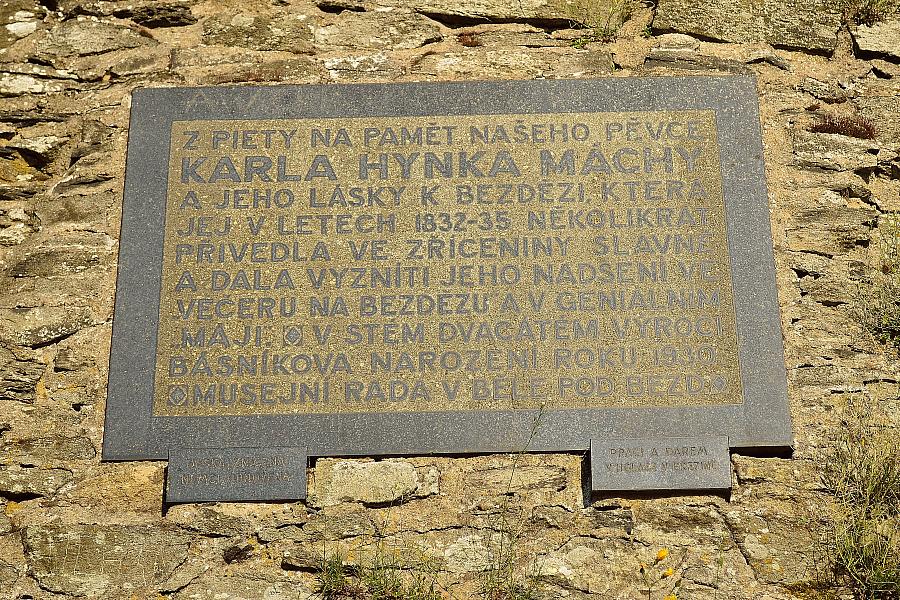 Z PIETY NA PAMĚŤ NAŠEHO PĚVCE
KARLA HYNKA MÁCHY
A JEHO LÁSKY K BEZDĚZI, KTERÁ
JEJ V LETECH 1832-35 NĚKOLIKRÁT
PŘIVEDLA VE ZŘÍCENINY SLAVNÉ
A DALA VYZNÍTI JEHO NADŠENÍ VE
VEČERU NA BEZDĚZU A V GENIÁLNÍM
MÁJI. V STÉM DVACÁTÉM VÝROČÍ
BÁSNÍKOVA NAROZENÍ ROKU 1930
MUSEJNÍ RADA V BĚLÉ POD BEZD.
PRACÍ A DAREM